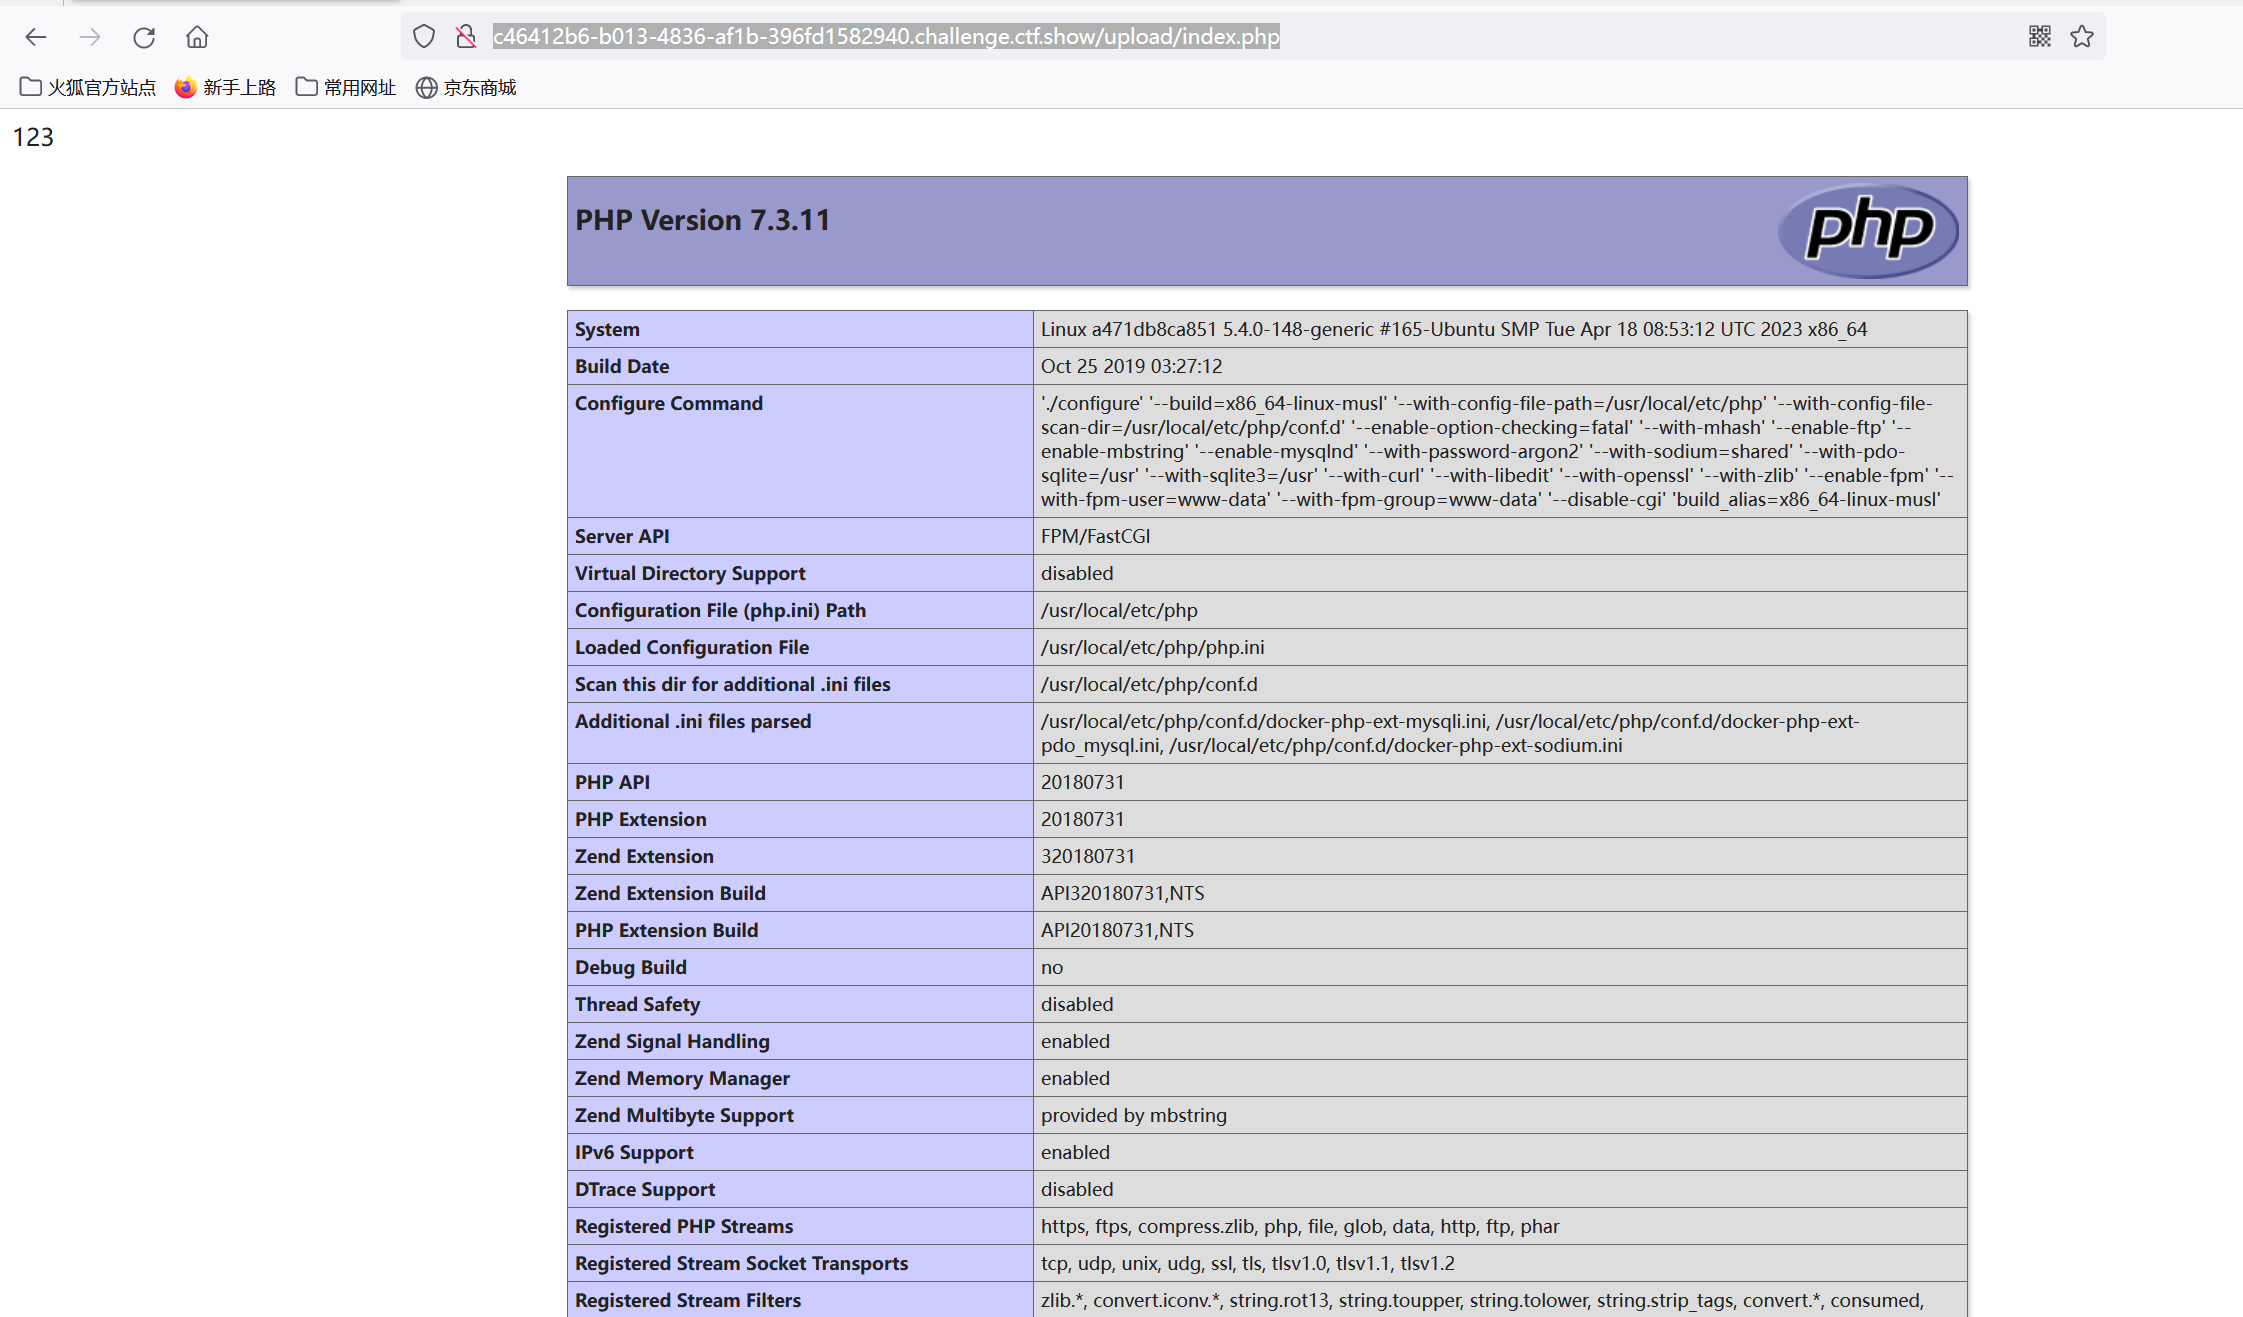 c46412b6-b013-4836-af1b-396fd1582940.challenge.ctf.show/upload/index.php
火狐官方站点 新手上路 常用网址 京东商城
123
PHP Version 7.3.11
php
System Linux a471db8ca851 5.4.0-148-generic #165-Ubuntu SMP Tue Apr 18 08:53:12 UTC 2023 x86_64
Build Date Oct 25 2019 03:27:12
Configure Command './configure' '--build=x86_64-linux-musl' '--with-config-file-path=/usr/local/etc/php' '--with-config-file-
scan-dir=/usr/local/etc/php/conf.d' '--enable-option-checking=fatal' '--with-mhash' '--enable-ftp' '--
enable-mbstring' '--enable-mysqlnd' '--with-password-argon2' '--with-sodium=shared' '--with-pdo-
sqlite=/usr' '--with-sqlite3=/usr' '--with-curl' '--with-libedit' '--with-openssl' '--with-zlib' '--enable-fpm' '--
with-fpm-user=www-data' '--with-fpm-group=www-data' '--disable-cgi' 'build_alias=x86_64-linux-musl'
Server API FPM/FastCGI
Virtual Directory Support disabled
Configuration File (php.ini) Path /usr/local/etc/php
Loaded Configuration File /usr/local/etc/php/php.ini
Scan this dir for additional .ini files /usr/local/etc/php/conf.d
Additional .ini files parsed /usr/local/etc/php/conf.d/docker-php-ext-mysqli.ini, /usr/local/etc/php/conf.d/docker-php-ext-
pdo_mysql.ini, /usr/local/etc/php/conf.d/docker-php-ext-sodium.ini
PHP API 20180731
PHP Extension 20180731
Zend Extension 320180731
Zend Extension Build API320180731,NTS
PHP Extension Build API20180731,NTS
Debug Build no
Thread Safety disabled
Zend Signal Handling enabled
Zend Memory Manager enabled
Zend Multibyte Support provided by mbstring
IPv6 Support enabled
DTrace Support disabled
Registered PHP Streams https, ftps, compress.zlib, php, file, glob, data, http, ftp, phar
Registered Stream Socket Transports tcp, udp, unix, udg, ssl, tls, tlsv1.0, tlsv1.1, tlsv1.2
Registered Stream Filters zlib.*, convert.iconv.*, string.rot13, string.toupper, string.tolower, string.strip_tags, convert.*, consumed,